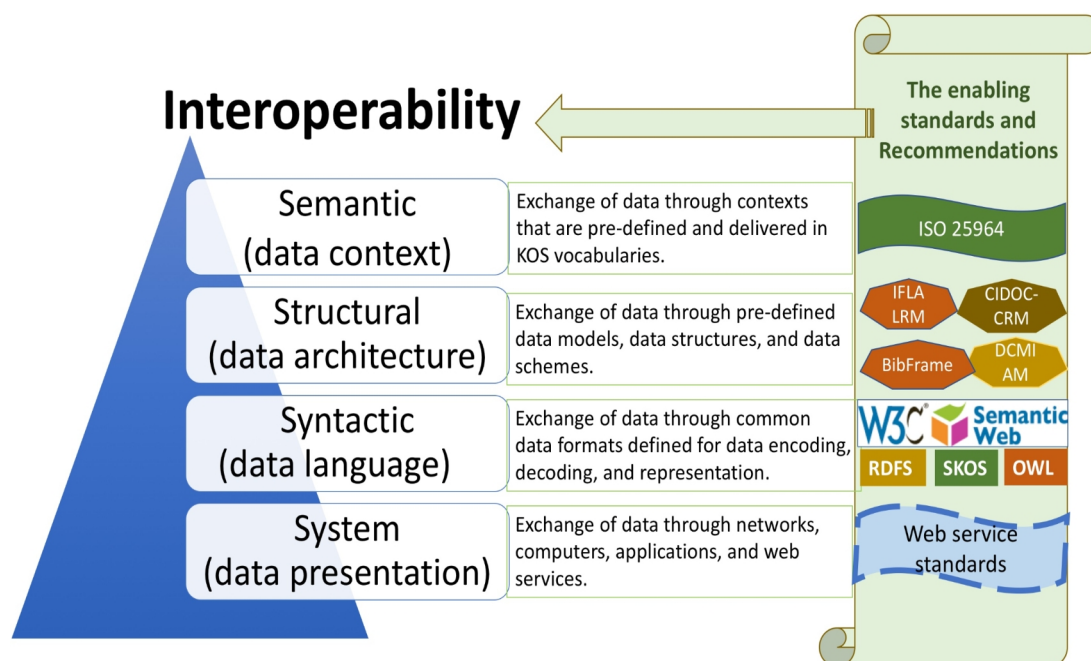 Interoperability
The enabling
standards and
Recommendations
Semantic
(data context)
Exchange of data through contexts
that are pre-defined and delivered in
KOS vocabularies.
ISO 25964
Structural
(data architecture)
Exchange of data through pre-defined
data models, data structures, and data
schemes.
IFLA
LRM
CIDOC-
CRM
BibFrame
DCMI
AM
Syntactic
(data language)
Exchange of data through common
data formats defined for data encoding,
decoding, and representation.
W3C® Semantic
Web
RDFS SKOS OWL
System
(data presentation)
Exchange of data through networks,
computers, applications, and web
services.
Web service
standards